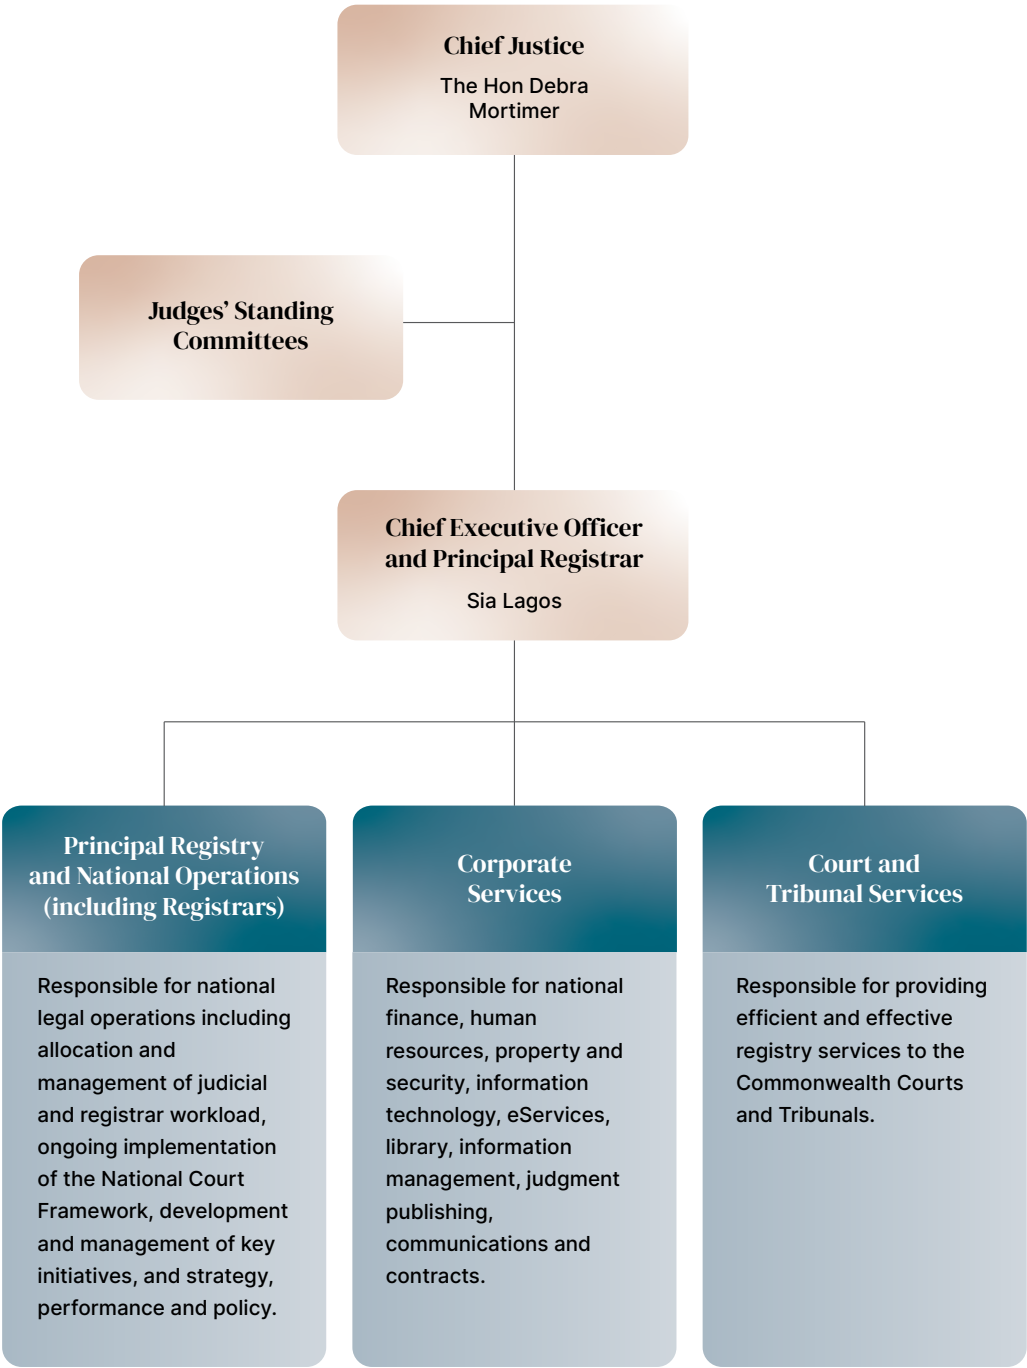 Chief Justice
The Hon Debra
Mortimer
Judges’ Standing
Committees
Chief Executive Officer
and Principal Registrar
Sia Lagos
Principal Registry
and National Operations
(including Registrars)
Responsible for national
legal operations including
allocation and
management of judicial
and registrar workload,
ongoing implementation
of the National Court
Framework, development
and management of key
initiatives, and strategy,
performance and policy.
Corporate
Services
Responsible for national
finance, human
resources, property and
security, information
technology, eServices,
library, information
management, judgment
publishing,
communications and
contracts.
Court and
Tribunal Services
Responsible for providing
efficient and effective
registry services to the
Commonwealth Courts
and Tribunals.